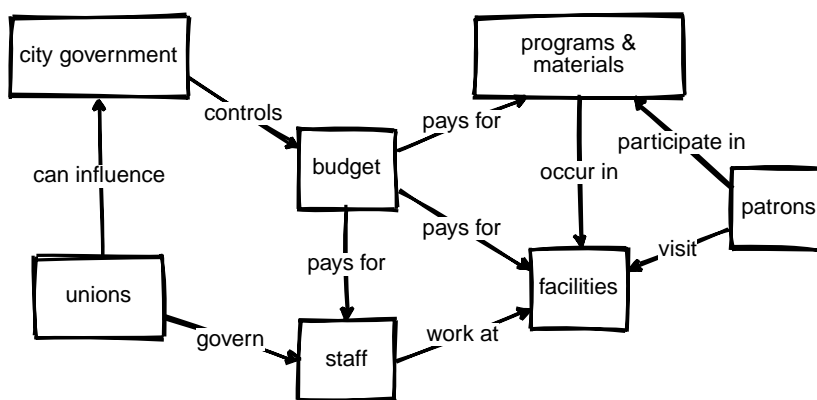 city government
programs &
materials
controls
pays for
participate in
can influence
budget
occur in
patrons
pays for
visit
pays for
unions
facilities
govern
staff
work at